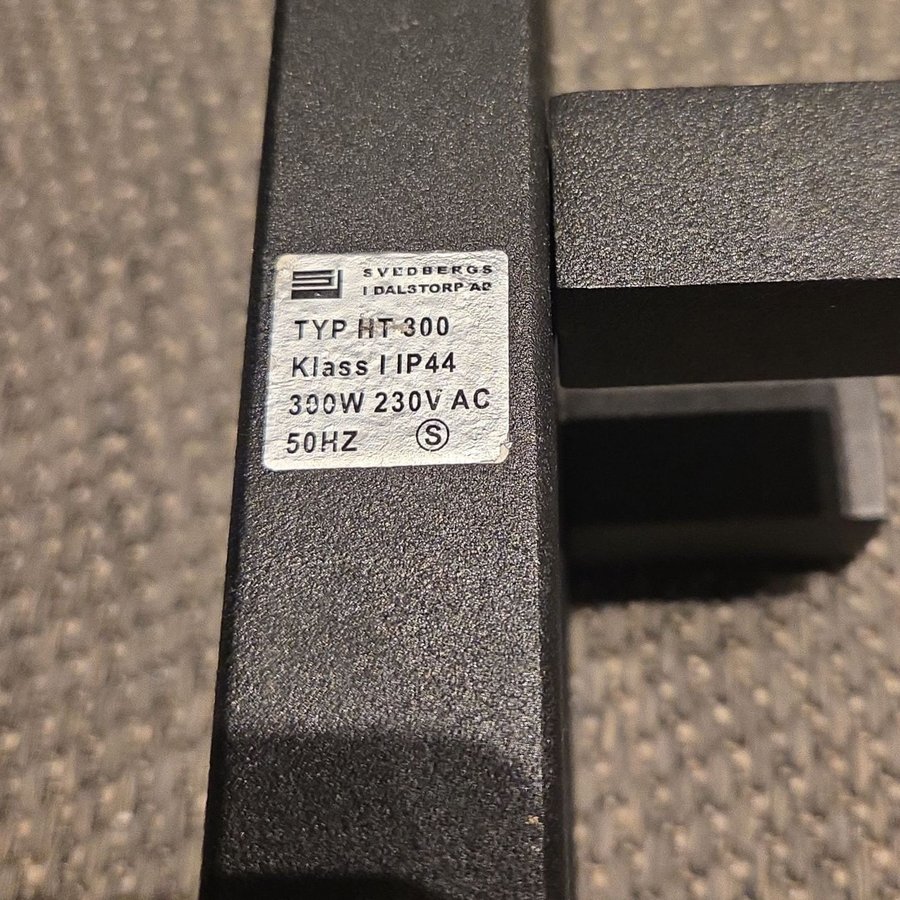 SVEDBERGS
I DALSTORP AB
TYP HT 300
Klass I IP44
300W 230V AC
50HZ Ⓢ